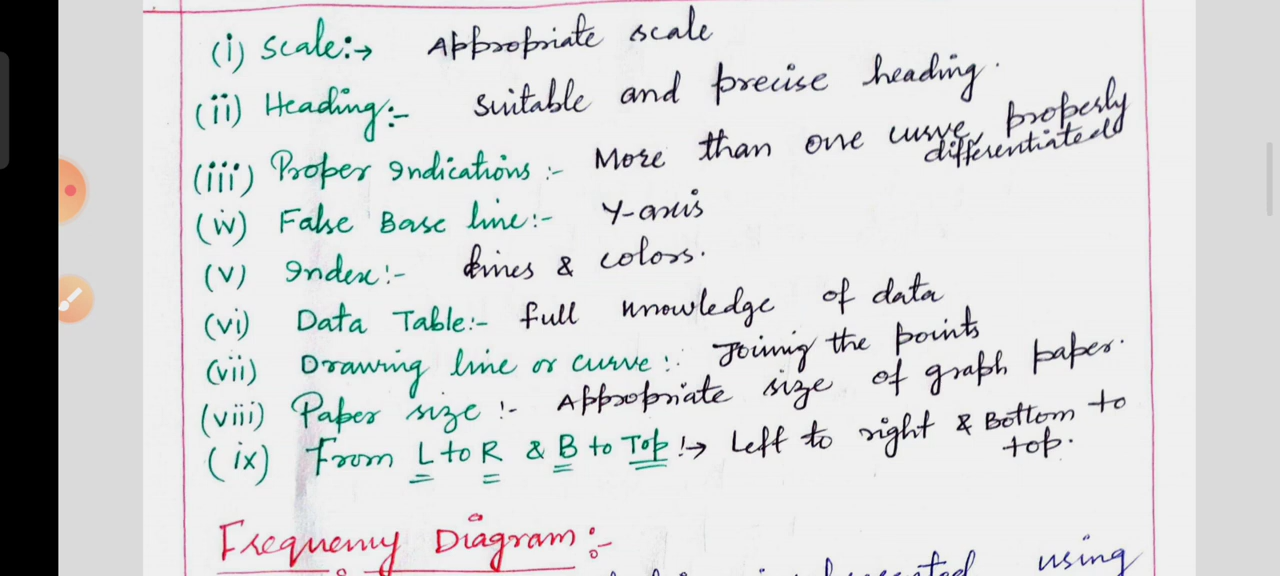 (i) Scale:→ Appropriate scale
(ii) Heading:- Suitable and precise heading.
(iii) Proper Indications :- More than one curve, properly differentiated
(iv) False Base line:- Y-axis
(v) Index:- Lines & colors.
(vi) Data Table:- full knowledge of data
(vii) Drawing line or curve:- Joining the points
(viii) Paper size :- Appropriate size of graph paper.
(ix) From L to R & B to Top :→ Left to right & Bottom to top.
Frequency Diagram:-
using